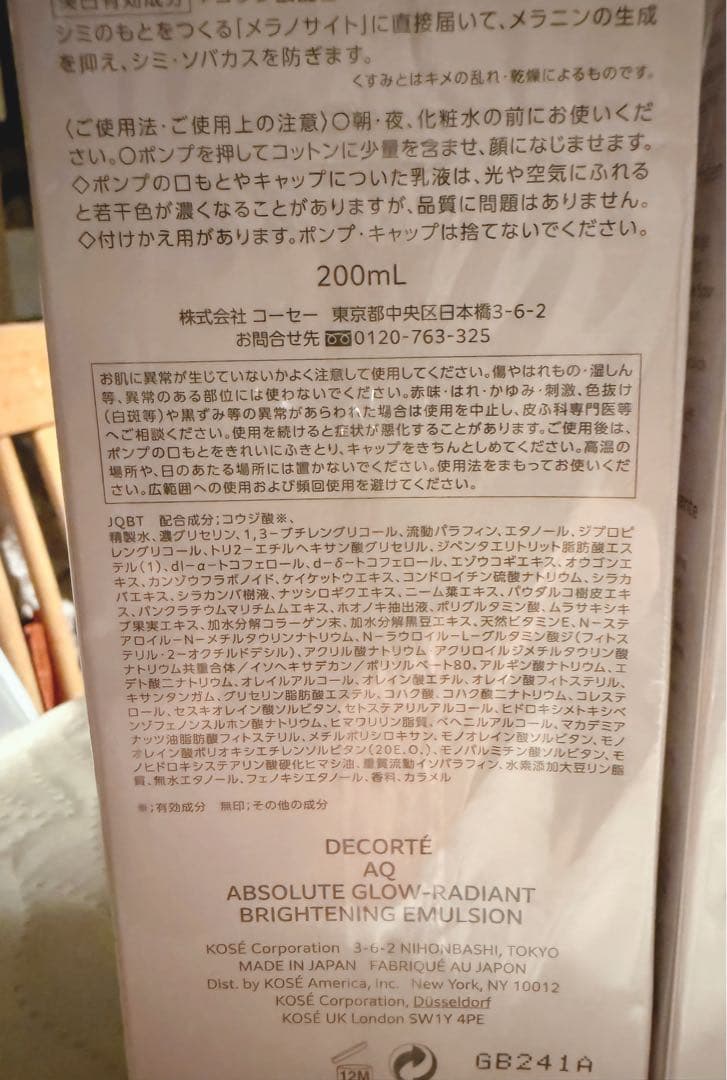 美白有効成分
シミのもとをつくる「メラノサイト」に直接届いて、メラニンの生成
を抑え、シミ・ソバカスを防ぎます。
くすみとはキメの乱れ・乾燥によるものです。
〈ご使用法・ご使用上の注意〉〇朝・夜、化粧水の前にお使いくだ
さい。〇ポンプを押してコットンに少量を含ませ、顔になじませます。
◇ポンプの口もとやキャップについた乳液は、光や空気にふれる
と若干色が濃くなることがありますが、品質に問題はありません。
◇付けかえ用があります。ポンプ・キャップは捨てないでください。
200mL
株式会社 コーセー 東京都中央区日本橋3-6-2
お問合せ先 0120-763-325
お肌に異常が生じていないかよく注意して使用してください。傷やはれもの・湿しん
等、異常のある部位には使わないでください。赤味・はれ・かゆみ・刺激、色抜け
(白斑等)や黒ずみ等の異常があらわれた場合は使用を中止し、皮ふ科専門医等
へご相談ください。使用を続けると症状が悪化することがあります。ご使用後は、
ポンプの口もとをきれいにふきとり、キャップをきちんとしめてください。高温の
場所や、日のあたる場所には置かないでください。使用法をまもってお使いくだ
さい。広範囲への使用および頻回使用を避けてください。
JQBT 配合成分;コウジ酸※、
精製水、濃グリセリン、1,3-ブチレングリコール、流動パラフィン、エタノール、ジプロピ
レングリコール、トリ2-エチルヘキサン酸グリセリル、ジペンタエリトリット脂肪酸エス
テル(1)、dl-α-トコフェロール、d-δ-トコフェロール、エゾウコギエキス、オウゴンエ
キス、カンゾウフラボノイド、ケイケットウエキス、コンドロイチン硫酸ナトリウム、シラカ
バエキス、シラカンバ樹液、ナツシロギクエキス、ニーム葉エキス、パウダルコ樹皮エキ
ス、パンクラチウムマリチムムエキス、ホオノキ抽出液、ポリグルタミン酸、ムラサキシキ
ブ果実エキス、加水分解コラーゲン末、加水分解黒豆エキス、天然ビタミンE、N-ステ
アロイル-N-メチルタウリンナトリウム、N-ラウロイル-L-グルタミン酸ジ(フィトス
テリル・2-オクチルドデシル)、アクリル酸ナトリウム・アクリロイルジメチルタウリン酸
ナトリウム共重合体/イソヘキサデカン/ポリソルベート80、アルギン酸ナトリウム、エ
デト酸二ナトリウム、オレイルアルコール、オレイン酸エチル、オレイン酸フィトステリル、
キサンタンガム、グリセリン脂肪酸エステル、コハク酸、コハク酸二ナトリウム、コレステ
ロール、セスキオレイン酸ソルビタン、セトステアリルアルコール、ヒドロキシメトキシベ
ンゾフェノンスルホン酸ナトリウム、ヒマワリリン脂質、ベヘニルアルコール、マカデミア
ナッツ油脂肪酸フィトステリル、メチルポリシロキサン、モノオレイン酸ソルビタン、モノ
オレイン酸ポリオキシエチレンソルビタン(20E.O.)、モノパルミチン酸ソルビタン、モ
ノヒドロキシステアリン酸硬化ヒマシ油、重質流動イソパラフィン、水素添加大豆リン脂
質、無水エタノール、フェノキシエタノール、香料、カラメル
※;有効成分 無印;その他の成分
DECORTÉ
AQ
ABSOLUTE GLOW-RADIANT
BRIGHTENING EMULSION
KOSÉ Corporation 3-6-2 NIHONBASHI, TOKYO
MADE IN JAPAN FABRIQUÉ AU JAPON
Dist. by KOSÉ America, Inc. New York, NY 10012
KOSÉ Corporation, Düsseldorf
KOSÉ UK London SW1Y 4PE
12M
GB241A